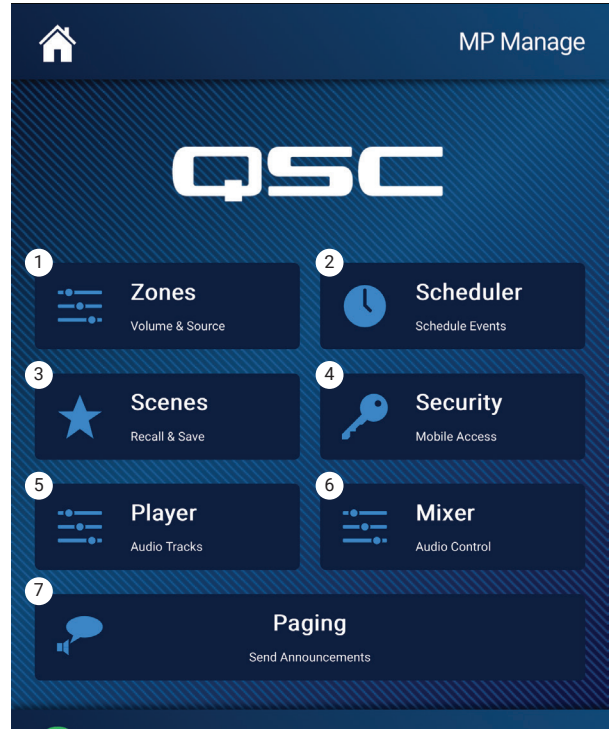 MP Manage
QSC
1
2
Zones
Scheduler
Volume & Source
Schedule Events
3
4
Scenes
Security
Recall & Save
Mobile Access
5
6
Player
Mixer
Audio Tracks
Audio Control
7
Paging
Send Announcements